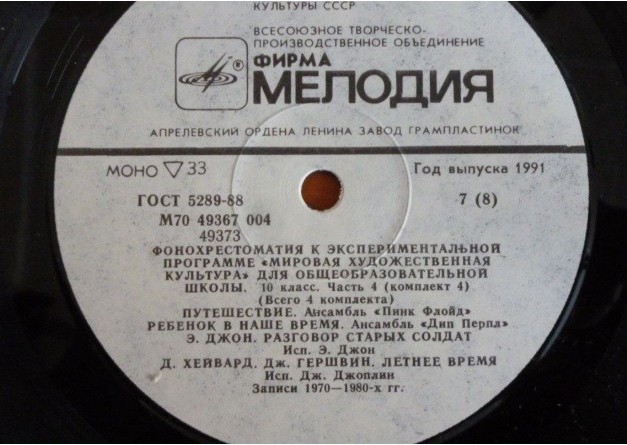 КУЛЬТУРЫ СССР
ВСЕСОЮЗНОЕ ТВОРЧЕСКО-
ПРОИЗВОДСТВЕННОЕ ОБЪЕДИНЕНИЕ
ФИРМА
®
МЕЛОДИЯ
АПРЕЛЕВСКИЙ ОРДЕНА ЛЕНИНА ЗАВОД ГРАМПЛАСТИНОК
МОНО ▽ 33
Год выпуска 1991
ГОСТ 5289-88
7 (8)
М70 49367 004
49373
ФОНОХРЕСТОМАТИЯ К ЭКСПЕРИМЕНТАЛЬНОЙ
ПРОГРАММЕ «МИРОВАЯ ХУДОЖЕСТВЕННАЯ
КУЛЬТУРА» ДЛЯ ОБЩЕОБРАЗОВАТЕЛЬНОЙ
ШКОЛЫ. 10 класс. Часть 4 (комплект 4)
(Всего 4 комплекта)
ПУТЕШЕСТВИЕ. Ансамбль «Пинк Флойд»
РЕБЕНОК В НАШЕ ВРЕМЯ. Ансамбль «Дип Перпл»
Э. ДЖОН. РАЗГОВОР СТАРЫХ СОЛДАТ
Исп. Э. Джон
Д. ХЕЙВАРД, Дж. ГЕРШВИН. ЛЕТНЕЕ ВРЕМЯ
Исп. Дж. Джоплин
Записи 1970—1980-х гг.